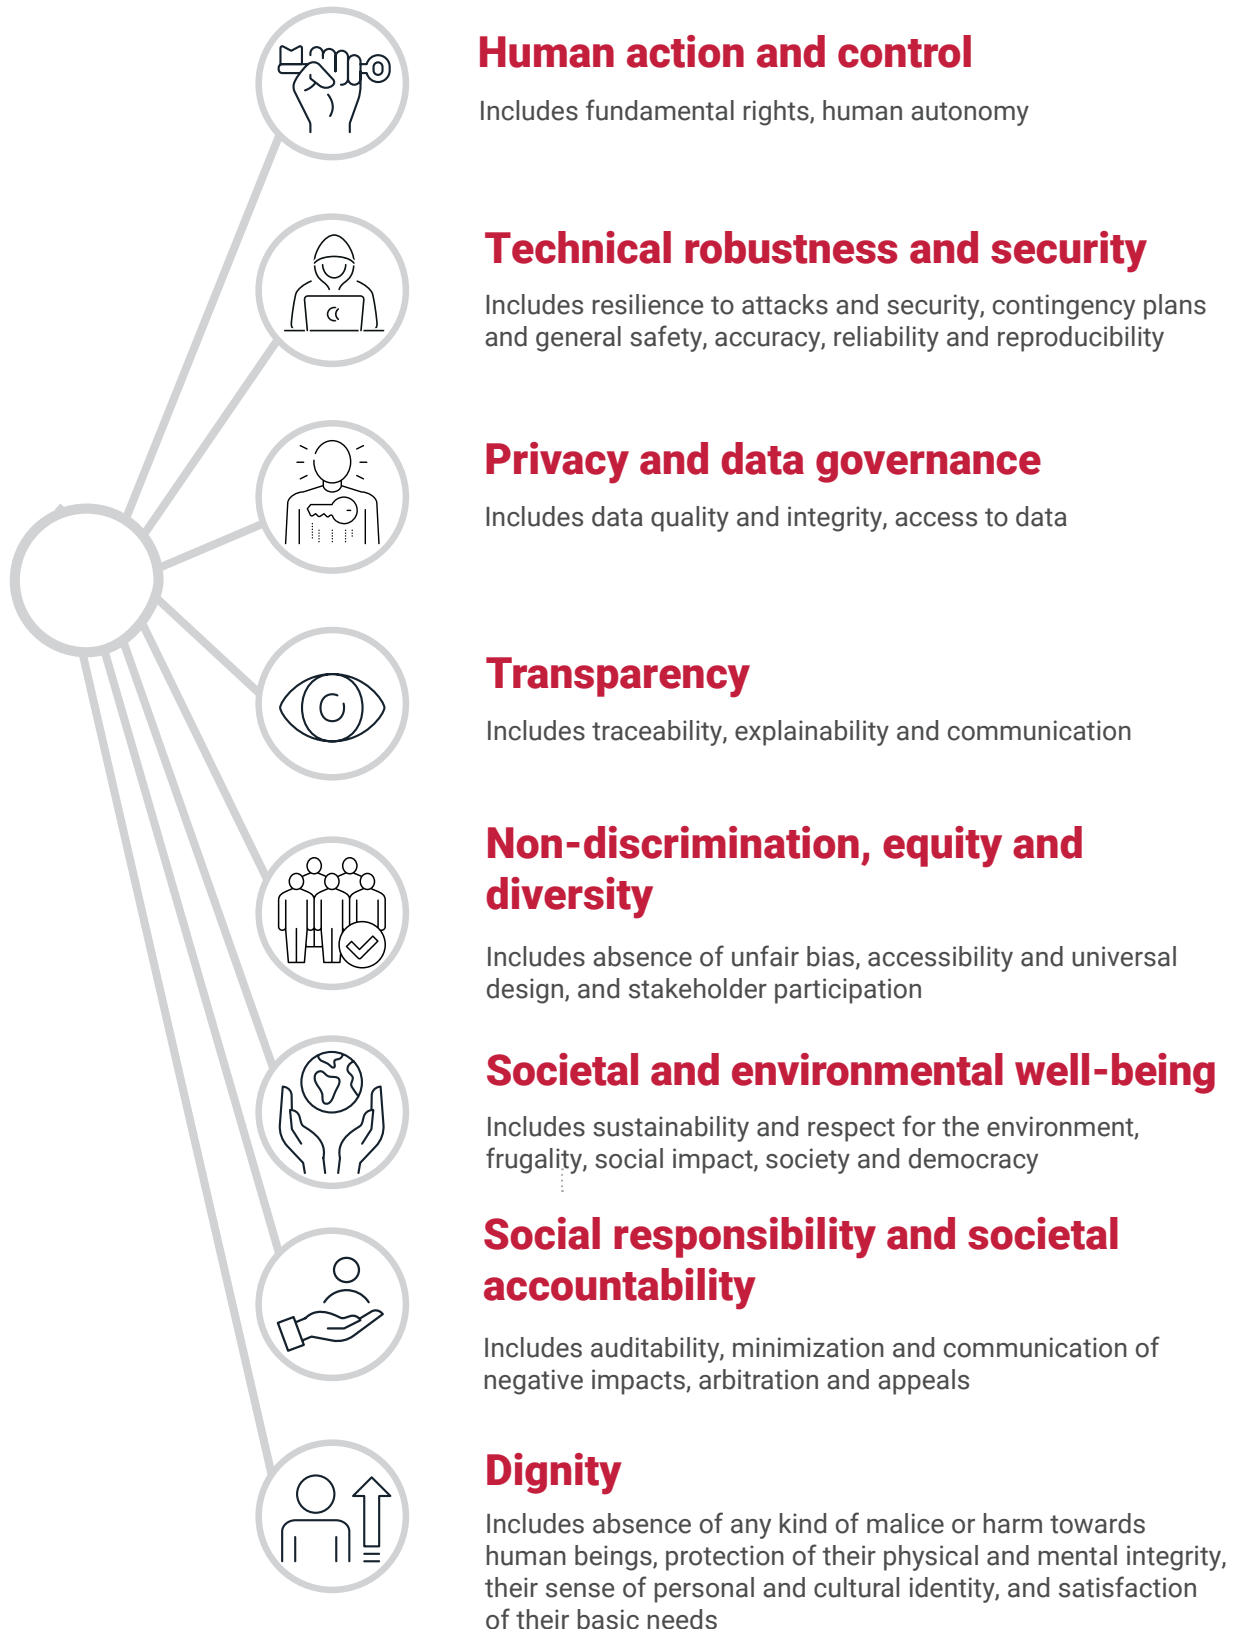 Human action and control
Includes fundamental rights, human autonomy
Technical robustness and security
Includes resilience to attacks and security, contingency plans
and general safety, accuracy, reliability and reproducibility
Privacy and data governance
Includes data quality and integrity, access to data
Transparency
Includes traceability, explainability and communication
Non-discrimination, equity and
diversity
Includes absence of unfair bias, accessibility and universal
design, and stakeholder participation
Societal and environmental well-being
Includes sustainability and respect for the environment,
frugality, social impact, society and democracy
Social responsibility and societal
accountability
Includes auditability, minimization and communication of
negative impacts, arbitration and appeals
Dignity
Includes absence of any kind of malice or harm towards
human beings, protection of their physical and mental integrity,
their sense of personal and cultural identity, and satisfaction
of their basic needs